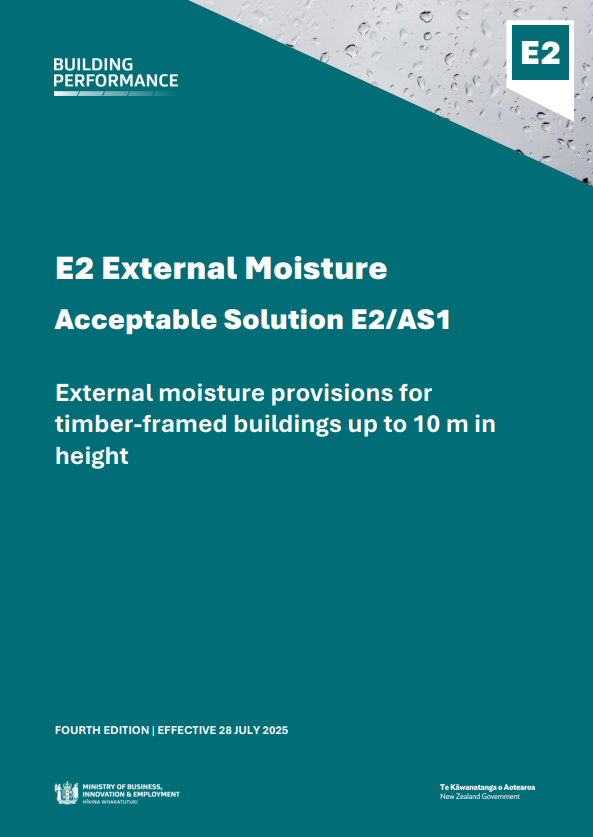 BUILDING
PERFORMANCE
E2
E2 External Moisture
Acceptable Solution E2/AS1
External moisture provisions for
timber-framed buildings up to 10 m in
height
FOURTH EDITION | EFFECTIVE 28 JULY 2025
MINISTRY OF BUSINESS,
INNOVATION & EMPLOYMENT
HĪKINA WHAKATUTUKI
Te Kāwanatanga o Aotearoa
New Zealand Government